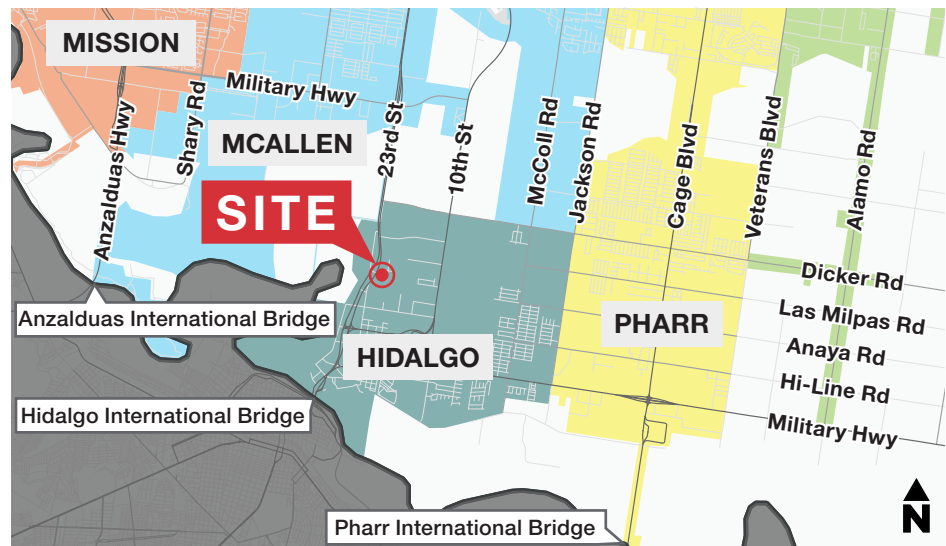 MISSION
Military Hwy
Anzalduas Hwy
Shary Rd
MCALLEN
23rd St
10th St
McColl Rd
Jackson Rd
Cage Blvd
Veterans Blvd
Alamo Rd
SITE
Dicker Rd
Anzalduas International Bridge
Las Milpas Rd
PHARR
HIDALGO
Anaya Rd
Hi-Line Rd
Hidalgo International Bridge
Military Hwy
Pharr International Bridge
N